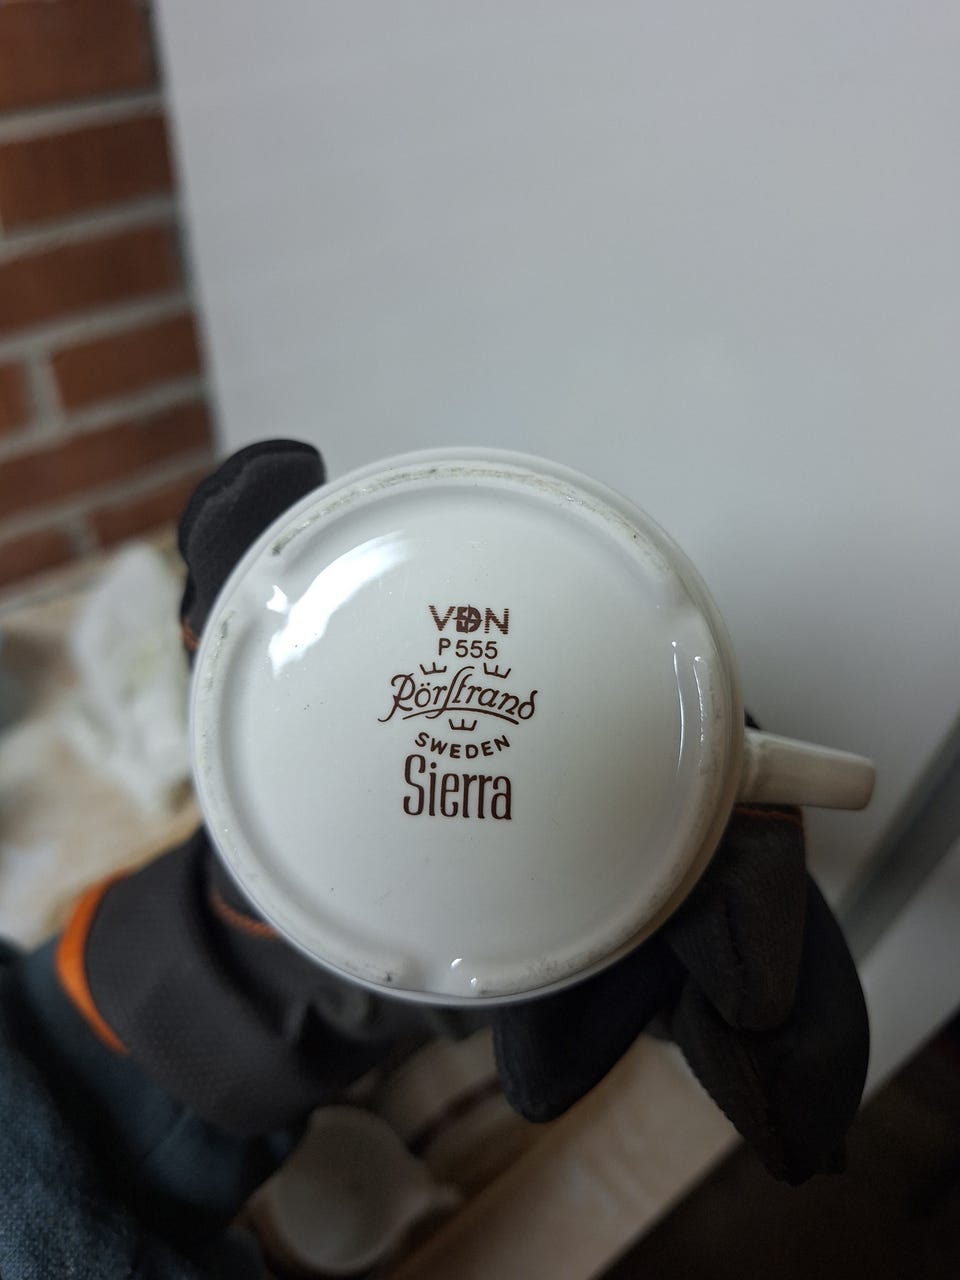 VDN
P555
Rörstrand
SWEDEN
Sierra